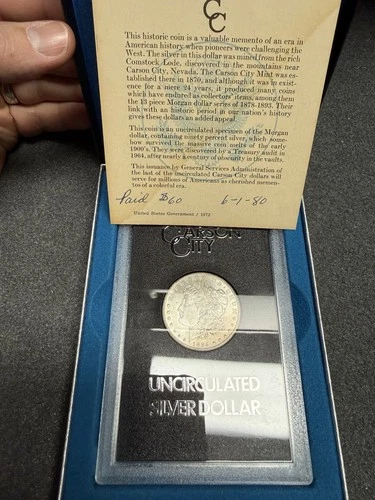 CC
This historic coin is a valuable memento of an era in
American history when pioneers were challenging the
West. The silver in this dollar was mined from the rich
Comstock Lode, discovered in the mountains near
Carson City, Nevada. The Carson City Mint was es-
tablished there in 1870, and although it was in exist-
ence for a mere 24 years, it produced many coins
which have endured as collectors' items, among them
the 13 piece Morgan dollar series of 1878-1893. Their
link with an historic period in our nation's history
gives these dollars an added appeal.
This coin is an uncirculated specimen of the Morgan
dollar, containing ninety percent silver, which some-
how survived the massive coin melts of the early
1900's. They were discovered by a Treasury audit in
1964, after nearly a century of obscurity in the vaults.
This issuance by General Services Administration of
the last of the uncirculated Carson City dollars will
serve for millions of Americans as cherished memen-
tos of a colorful era.
Paid $60 6-1-80
United States Government / 1972
CARSON
CITY
UNCIRCULATED
SILVER DOLLAR